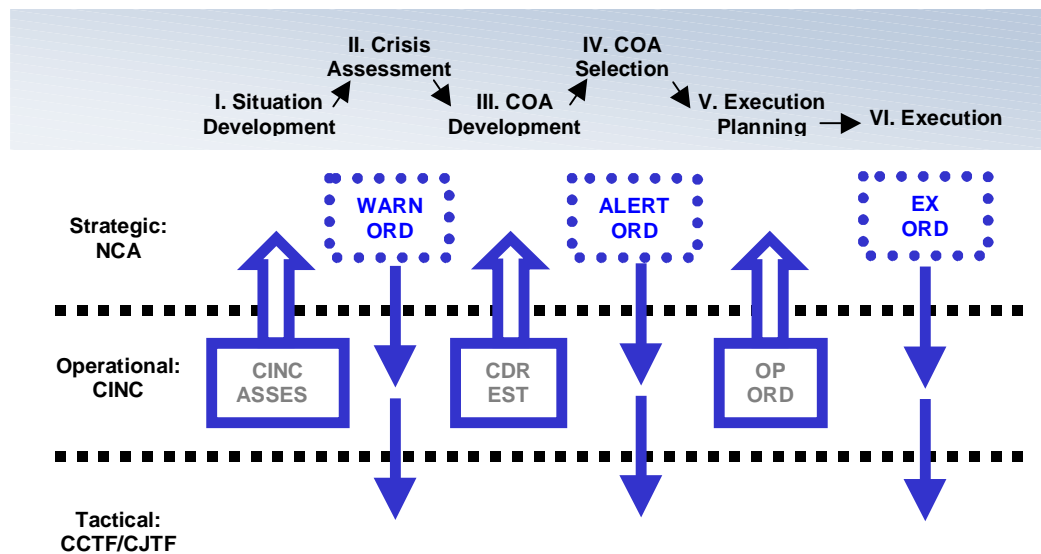 II. Crisis
Assessment
IV. COA
Selection
I. Situation
Development
III. COA
Development
V. Execution
Planning
VI. Execution
Strategic:
NCA
WARN
ORD
ALERT
ORD
EX
ORD
Operational:
CINC
CINC
ASSES
CDR
EST
OP
ORD
Tactical:
CCTF/CJTF